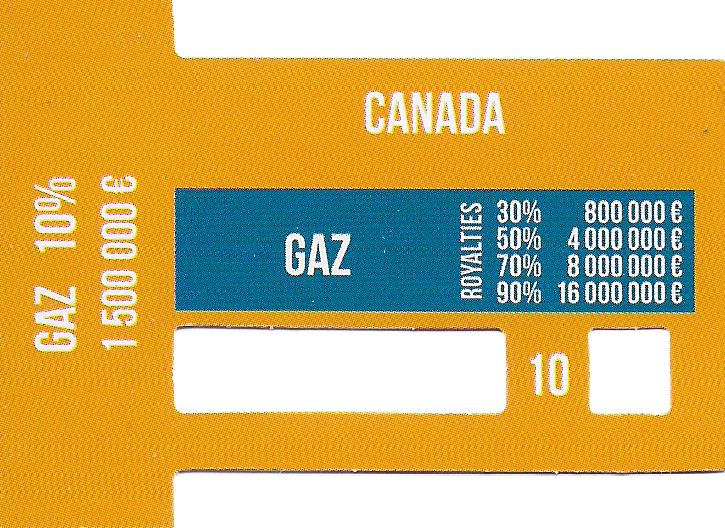 CANADA
GAZ 10%
1 500 000 €
GAZ
ROYALTIES
30% 800 000 €
50% 4 000 000 €
70% 8 000 000 €
90% 16 000 000 €
10